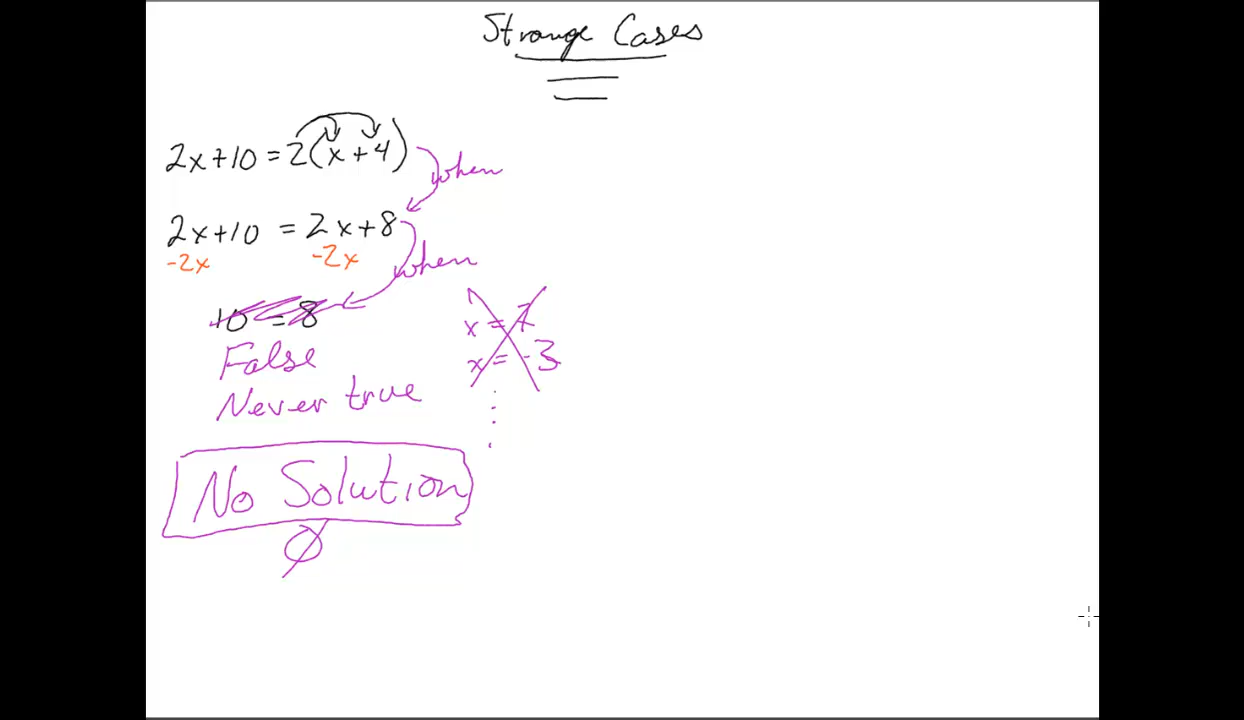 Strange Cases
2x+10=2(x+4)
when
2x+10 = 2x+8
-2x -2x
when
10 = 8
x = 7
False
x = -3
Never true
No Solution
∅